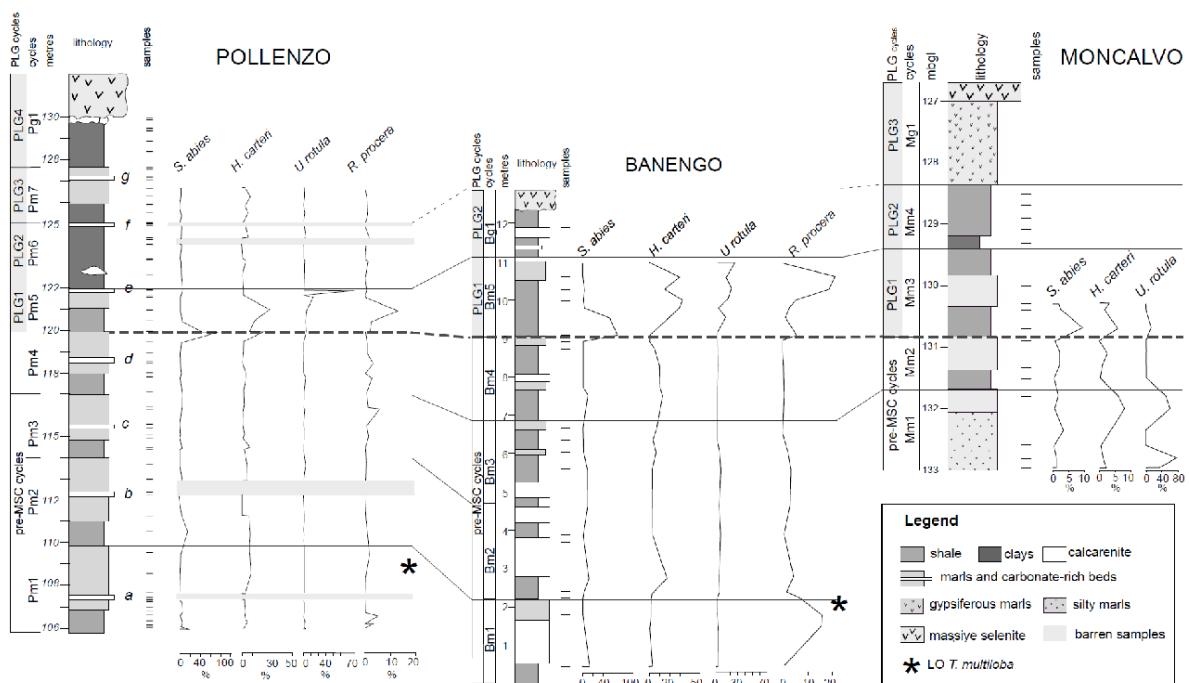 POLLENZO
PLG cycles
cycles
metres
lithology
samples
S. abies
H. carteri
U rotula
R. procera
PLG4
Pg1
PLG3
Pm7
PLG2
Pm6
PLG1
Pm5
Pm4
pre-MSC cycles
Pm3
Pm2
Pm1
130
128
125
122
120
118
115
112
110
108
106
g
f
e
d
c
b
a
*
0 40 100
%
0 30 50
0 70
0 20
%
BANENGO
PLG cycles
cycles
metres
lithology
samples
S. abies
H. carteri
U rotula
R. procera
PLG2
Bg1
PLG1
Bm5
Bm4
pre-MSC cycles
Bm3
Bm2
Bm1
12
11
10
9
8
7
6
5
4
3
2
1
*
MONCALVO
PLG cycles
cycles
mbgl
lithology
samples
S. abies
H. carteri
U. rotula
PLG3
Mg1
PLG2
Mm4
PLG1
Mm3
Mm2
pre-MSC cycles
Mm1
127
128
129
130
131
132
133
0 5 10
%
0 10
%
0 40 80
%
Legend
shale clays calcarenite
marls and carbonate-rich beds
gypsiferous marls silty marls
massive selenite barren samples
* LO T. multiloba